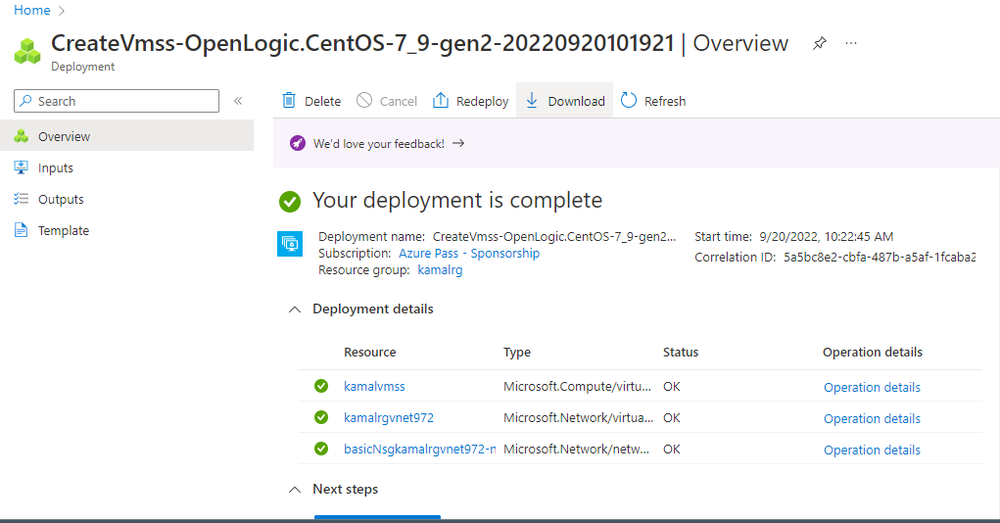 Home
CreateVmss-OpenLogic.CentOS-7_9-gen2-20220920101921 | Overview
Deployment
Search
Delete Cancel Redeploy Download Refresh
Overview
Inputs
Outputs
Template
We'd love your feedback!
Your deployment is complete
Deployment name: CreateVmss-OpenLogic.CentOS-7_9-gen2... Start time: 9/20/2022, 10:22:45 AM
Subscription: Azure Pass - Sponsorship Correlation ID: 5a5bc8e2-cbfa-487b-a5af-1fcaba2
Resource group: kamalrg
Deployment details
Resource Type Status Operation details
kamalvmss Microsoft.Compute/virtu... OK Operation details
kamalrgvnet972 Microsoft.Network/virtua... OK Operation details
basicNsgkamalrgvnet972-n Microsoft.Network/netw... OK Operation details
Next steps